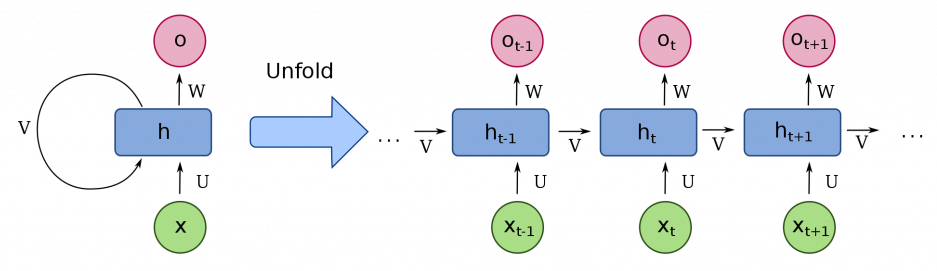 o
W
Unfold
V
h
U
x
o_{t-1} o_t o_{t+1}
W W W
... V h_{t-1} V h_t V h_{t+1} V ...
U U U
x_{t-1} x_t x_{t+1}